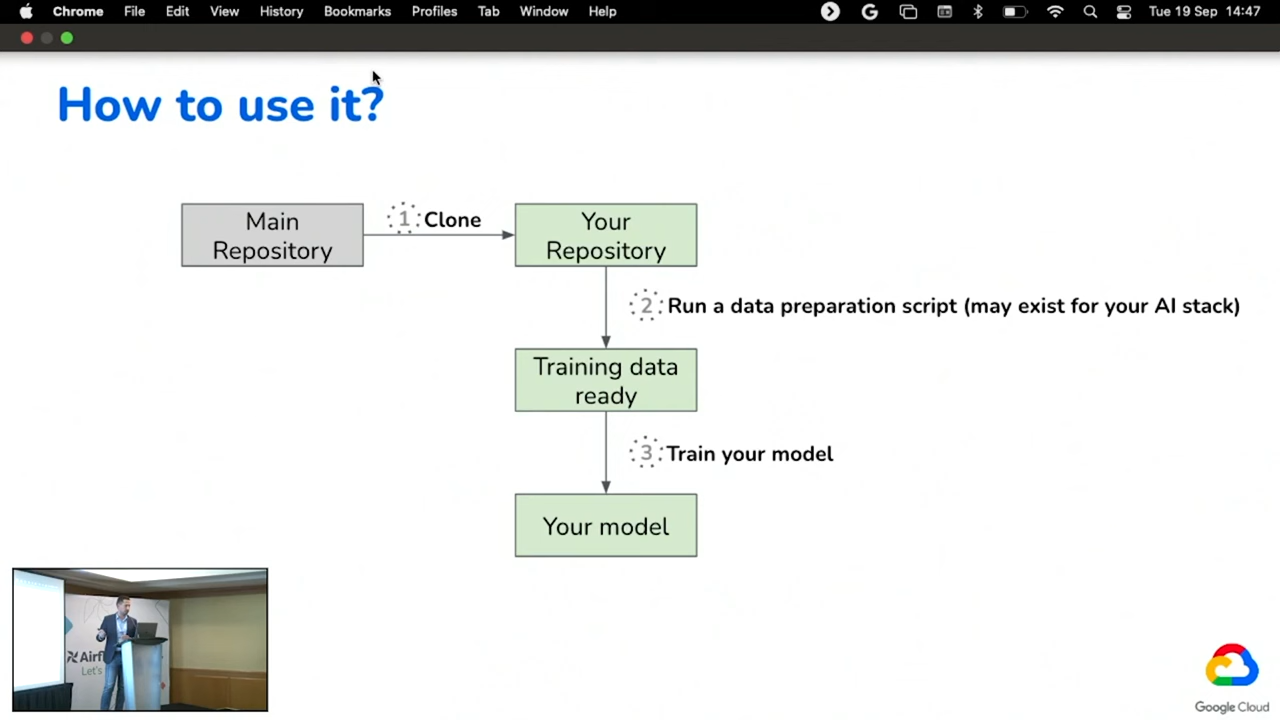 Chrome File Edit View History Bookmarks Profiles Tab Window Help Tue 19 Sep 14:47
How to use it?
Main
Repository
1 Clone
Your
Repository
2 Run a data preparation script (may exist for your AI stack)
Training data
ready
3 Train your model
Your model
Let's
Google Cloud